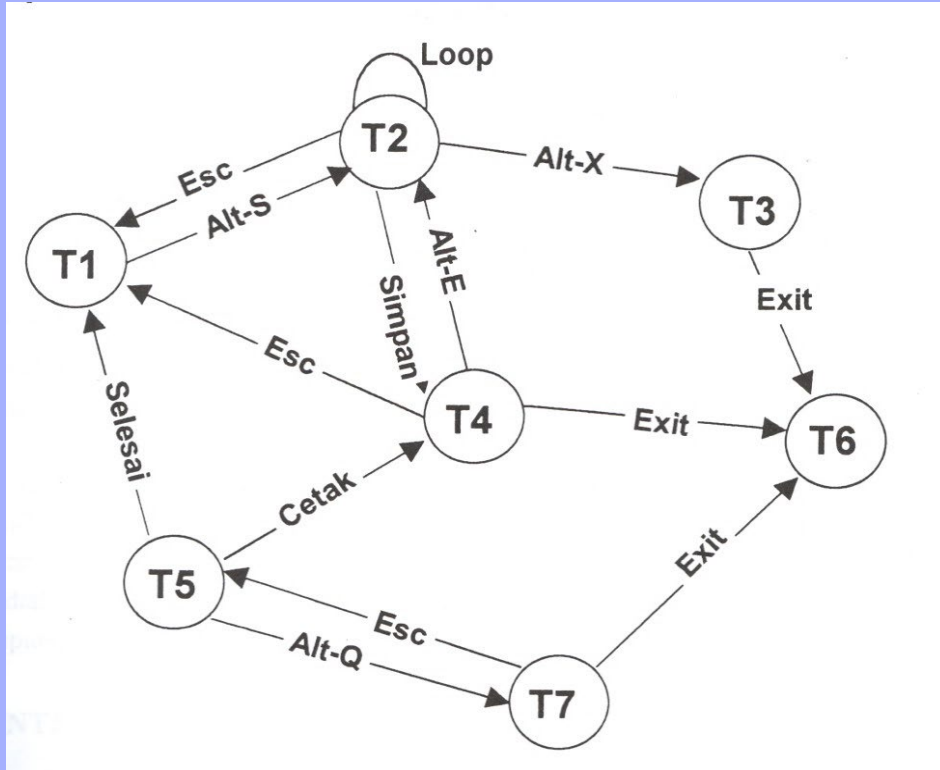 Loop
T2
Esc
Alt-X
Alt-S
T3
T1
Alt-E
Simpan
Exit
Esc
Selesai
T4
Exit
T6
Cetak
Exit
T5
Esc
Alt-Q
T7